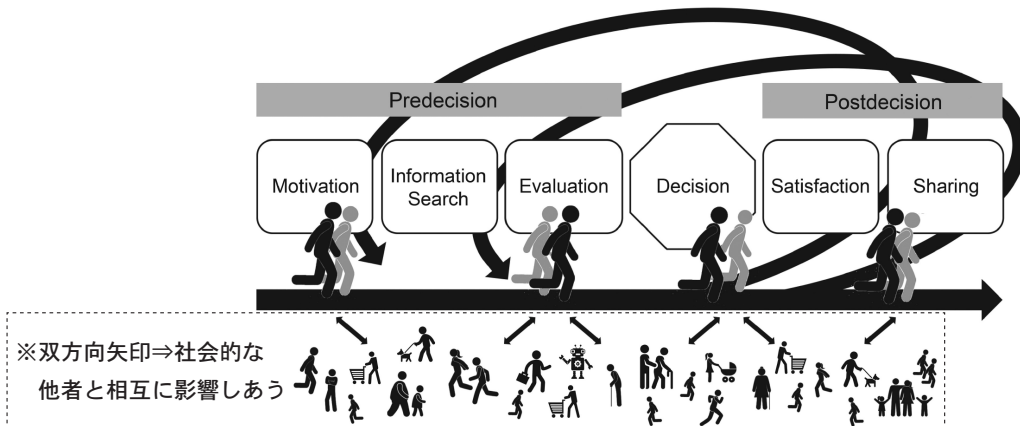 Predecision
Postdecision
Motivation
Information
Search
Evaluation
Decision
Satisfaction
Sharing
※双方向矢印⇒社会的な
他者と相互に影響しあう